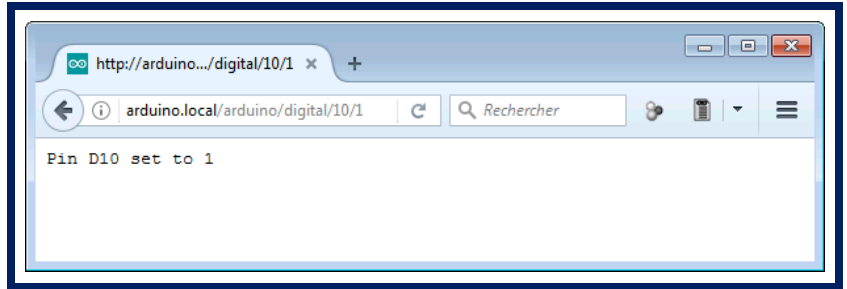 http://arduino.../digital/10/1
arduino.local/arduino/digital/10/1 Rechercher
Pin D10 set to 1